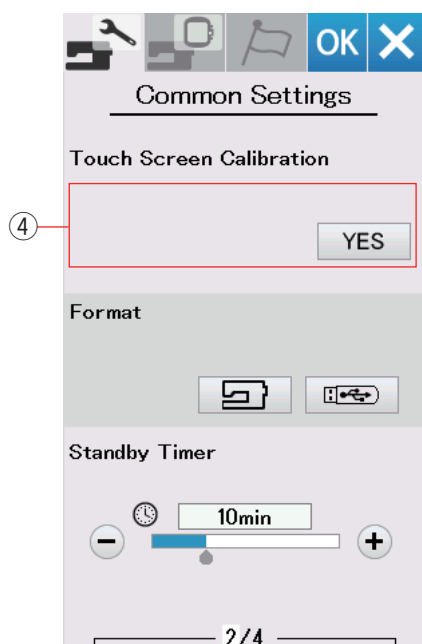 OK
Common Settings
Touch Screen Calibration
④
YES
Format
Standby Timer
10min
2/4